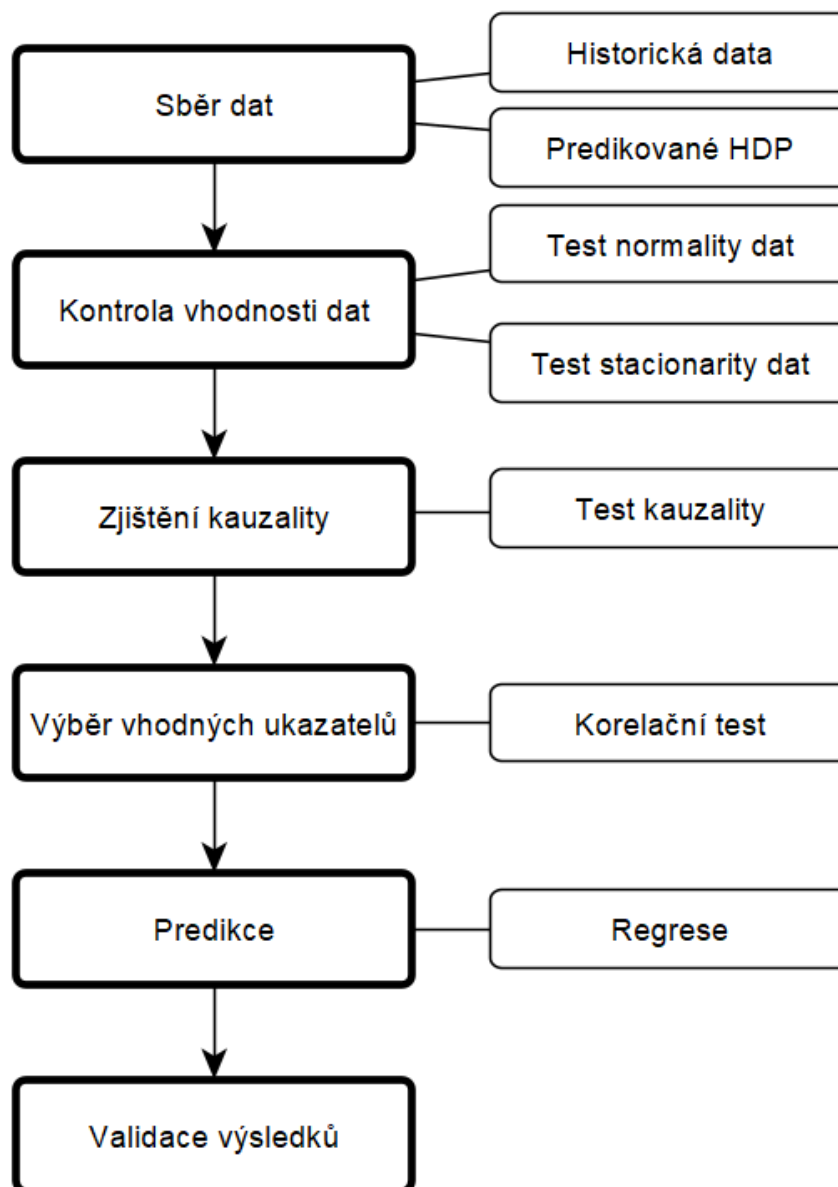 Sběr dat
Historická data
Predikované HDP
Kontrola vhodnosti dat
Test normality dat
Test stacionarity dat
Zjištění kauzality
Test kauzality
Výběr vhodných ukazatelů
Korelační test
Predikce
Regrese
Validace výsledků